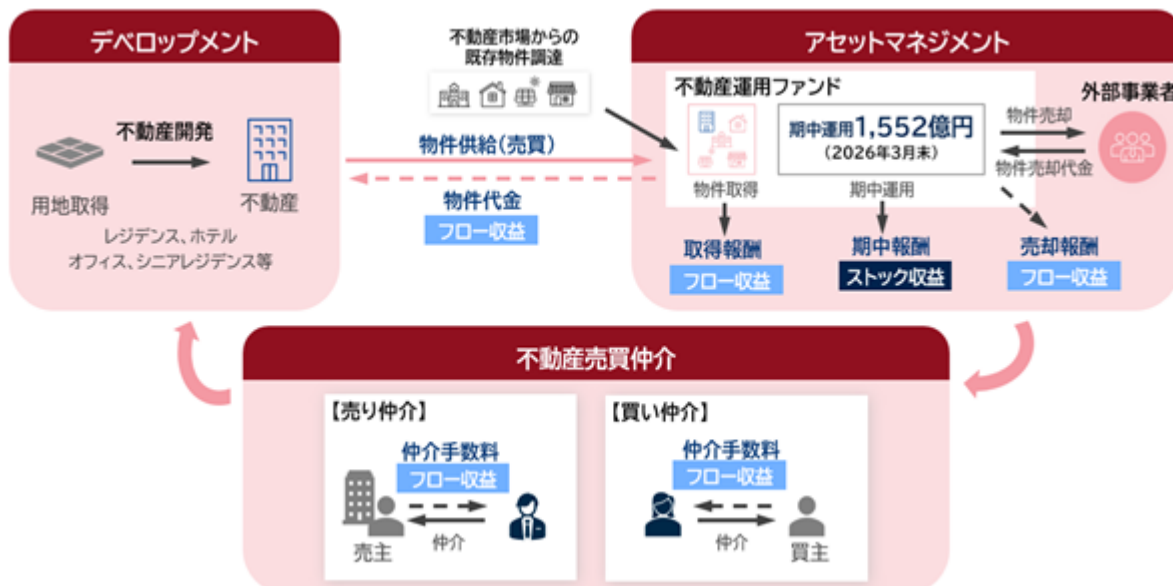 デベロップメント
不動産開発
用地取得
不動産
レジデンス、ホテル
オフィス、シニアレジデンス等
不動産市場からの
既存物件調達
物件供給(売買)
物件代金
フロー収益
アセットマネジメント
不動産運用ファンド
物件取得
期中運用1,552億円
(2026年3月末)
期中運用
外部事業者
物件売却
物件売却代金
取得報酬
フロー収益
期中報酬
ストック収益
売却報酬
フロー収益
不動産売買仲介
【売り仲介】
仲介手数料
フロー収益
売主
仲介
【買い仲介】
仲介手数料
フロー収益
仲介
買主